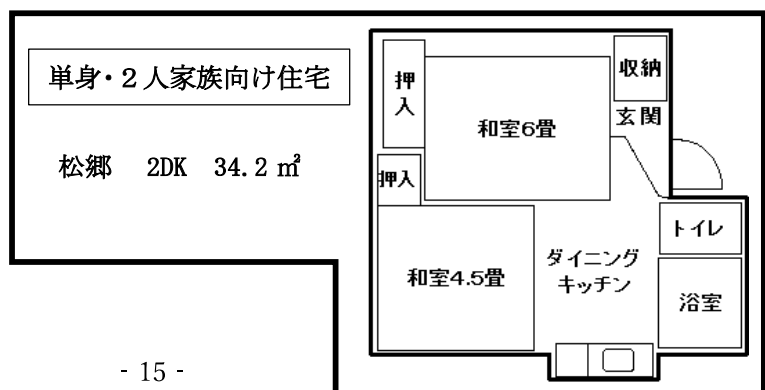 単身・２人家族向け住宅
松郷 2DK 34.2㎡
押入
収納
和室6畳
玄関
押入
トイレ
ダイニング
キッチン
和室4.5畳
浴室
- 15 -